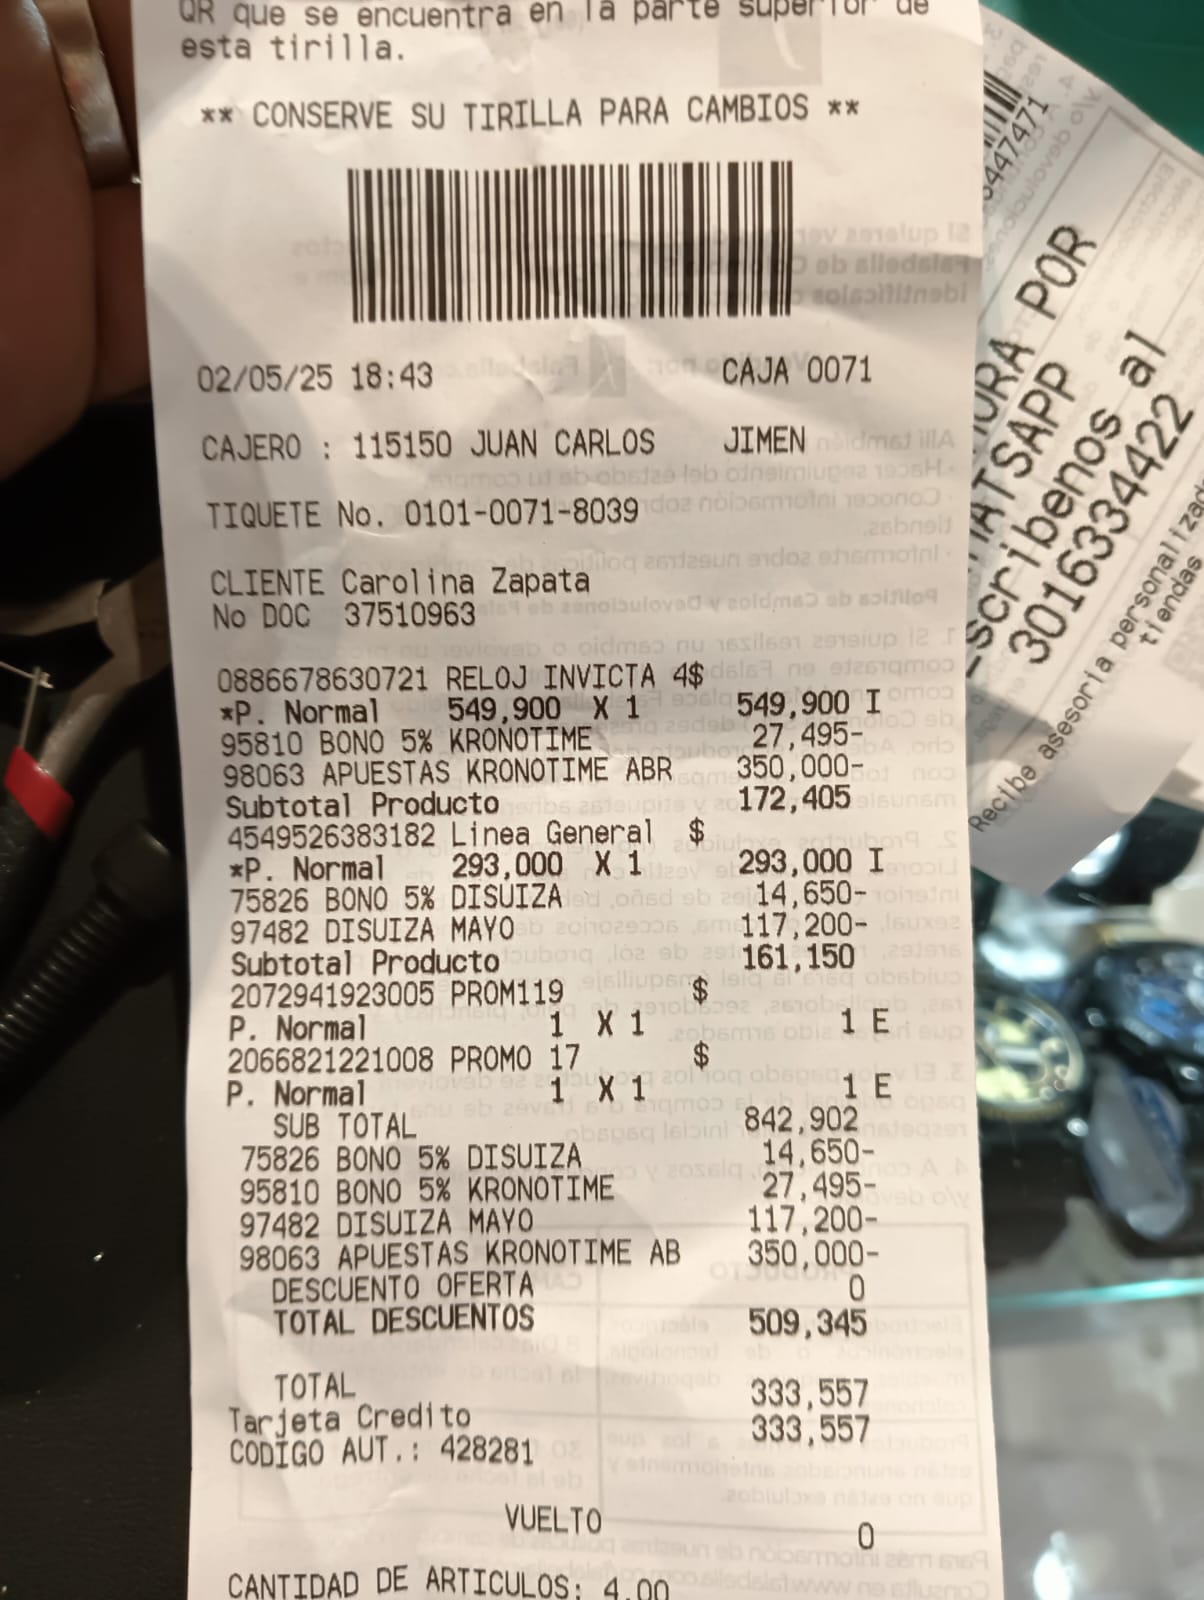 QR que se encuentra en la parte superior de
esta tirilla.
** CONSERVE SU TIRILLA PARA CAMBIOS **
02/05/25 18:43 CAJA 0071
CAJERO : 115150 JUAN CARLOS JIMEN
TIQUETE No. 0101-0071-8039
CLIENTE Carolina Zapata
No DOC 37510963
0886678630721 RELOJ INVICTA 4$
*P. Normal 549,900 X 1 549,900 I
95810 BONO 5% KRONOTIME 27,495-
98063 APUESTAS KRONOTIME ABR 350,000-
Subtotal Producto 172,405
4549526383182 Linea General $
*P. Normal 293,000 X 1 293,000 I
75826 BONO 5% DISUIZA 14,650-
97482 DISUIZA MAYO 117,200-
Subtotal Producto 161,150
2072941923005 PROM119 $
P. Normal 1 X 1 1 E
2066821221008 PROMO 17 $
P. Normal 1 X 1 1 E
SUB TOTAL 842,902
75826 BONO 5% DISUIZA 14,650-
95810 BONO 5% KRONOTIME 27,495-
97482 DISUIZA MAYO 117,200-
98063 APUESTAS KRONOTIME AB 350,000-
DESCUENTO OFERTA 0
TOTAL DESCUENTOS 509,345
TOTAL 333,557
Tarjeta Credito 333,557
CODIGO AUT.: 428281
VUELTO 0
CANTIDAD DE ARTICULOS: 4.00
POR
3016334422
Recibe asesoria personalizada
tiendas